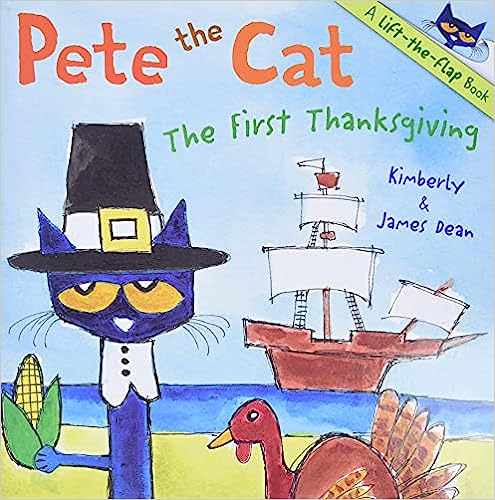 Pete the Cat
A Lift-the-Flap Book
The First Thanksgiving
Kimberly
&
James Dean